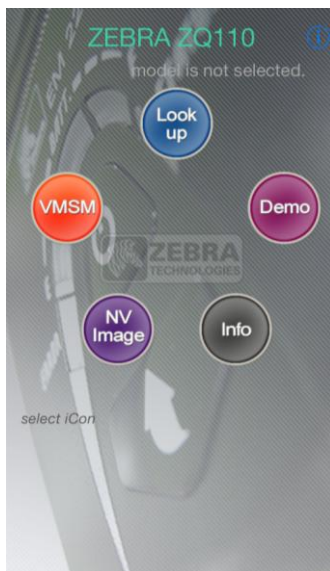 ZEBRA ZQ110
model is not selected.
Look
up
VMSM
Demo
ZEBRA
TECHNOLOGIES
NV
Image
Info
select iCon